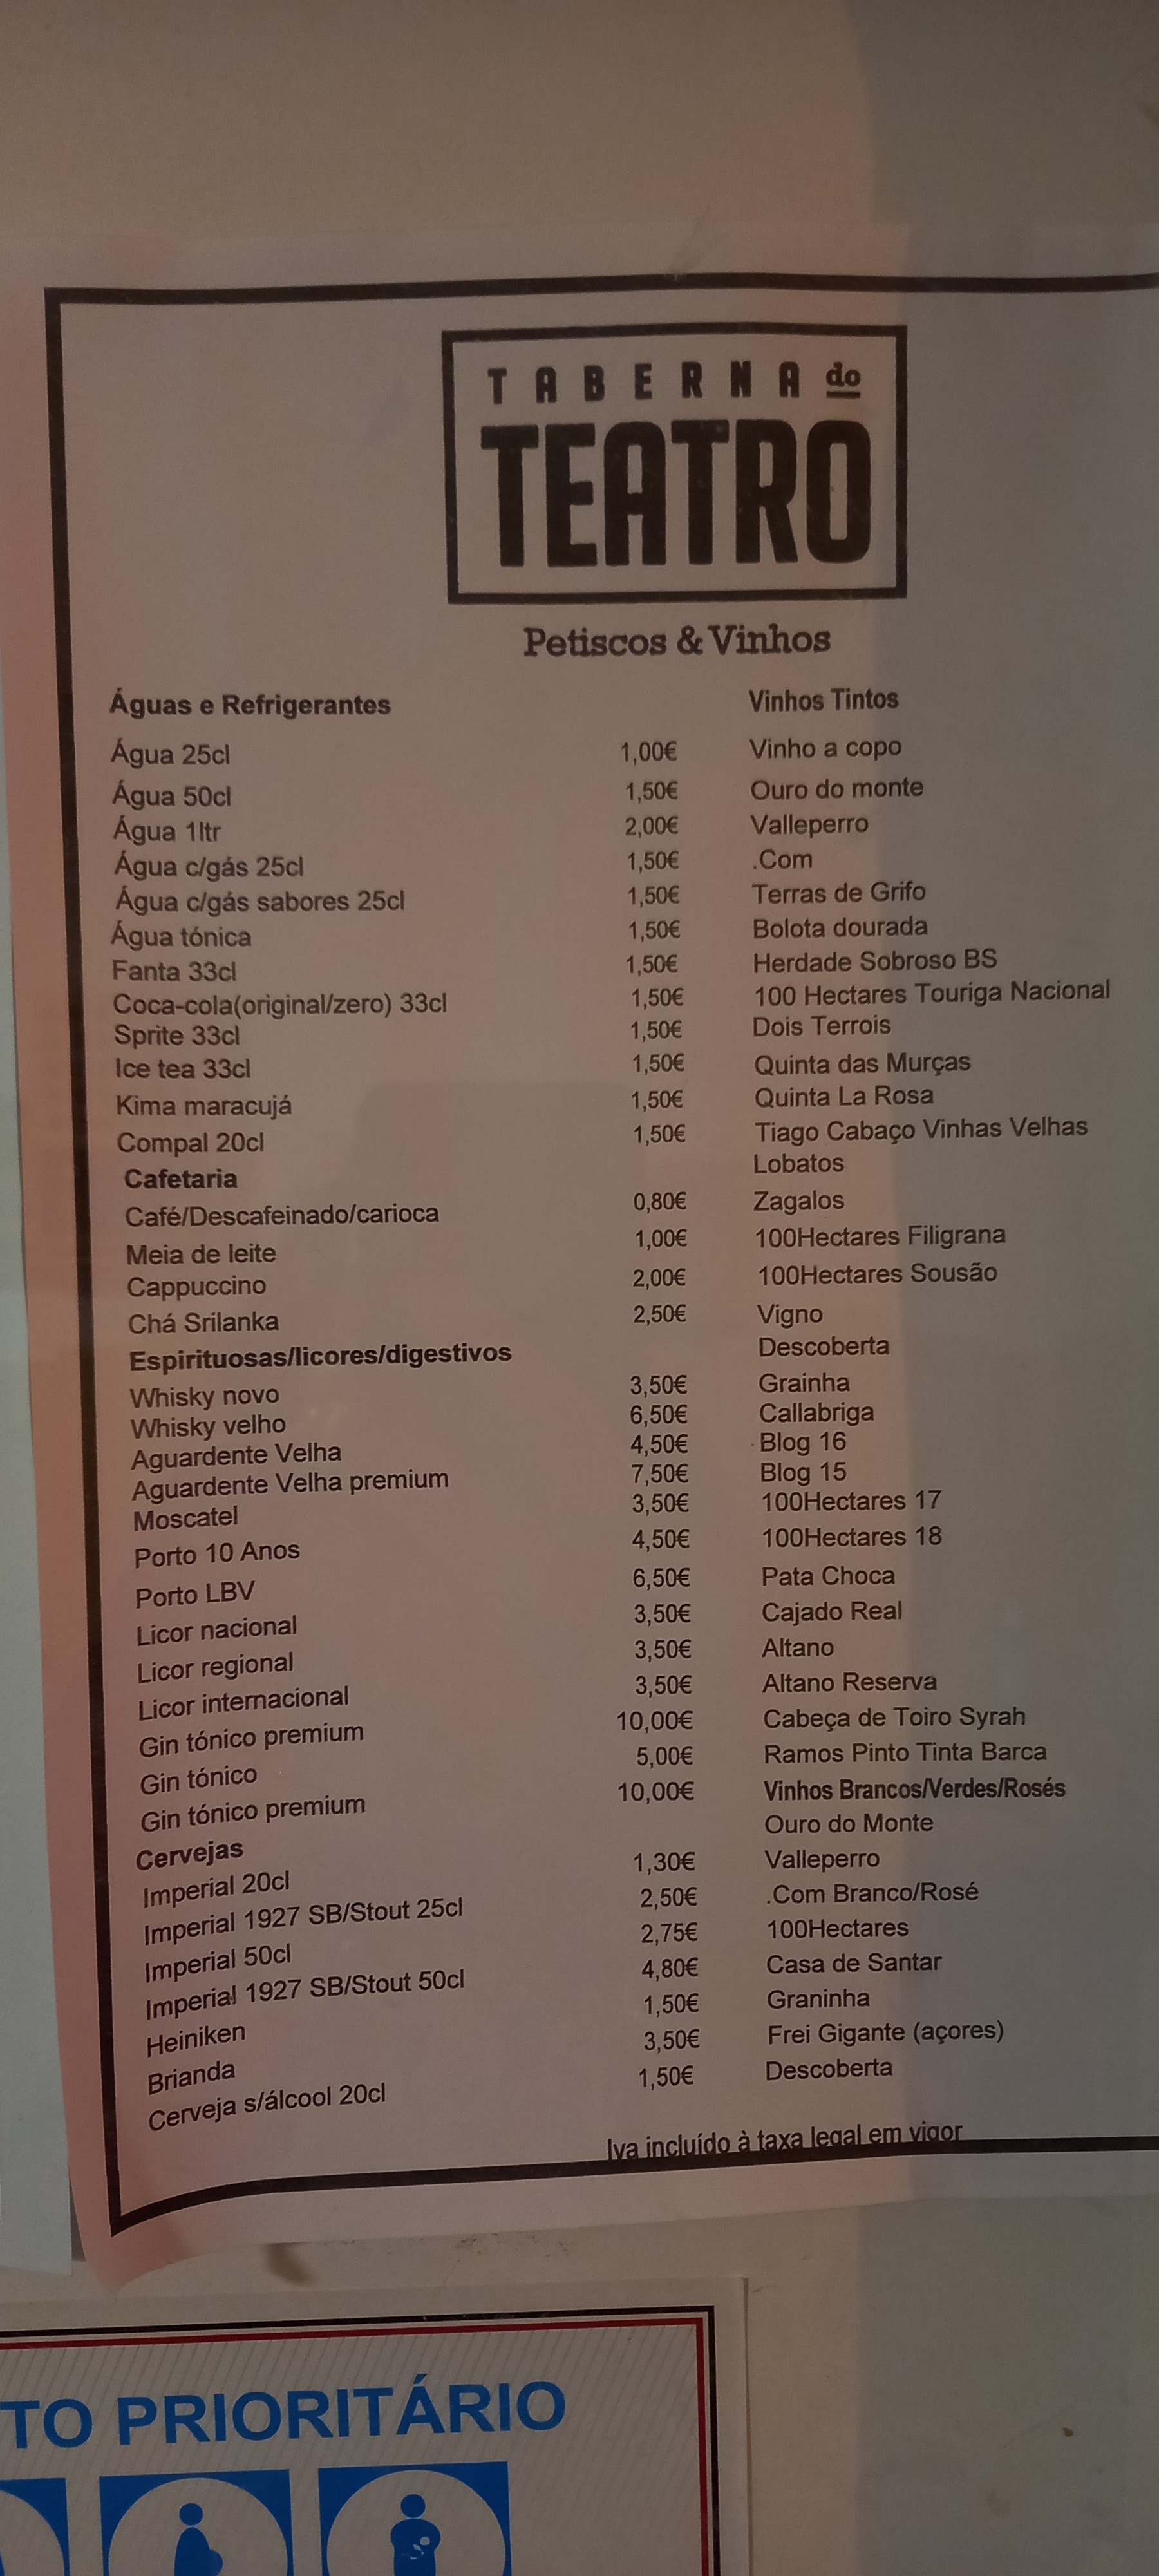 TABERNA do
TEATRO
Petiscos & Vinhos
Águas e Refrigerantes
Água 25cl 1,00€
Água 50cl 1,50€
Água 1ltr 2,00€
Água c/gás 25cl 1,50€
Água c/gás sabores 25cl 1,50€
Água tónica 1,50€
Fanta 33cl 1,50€
Coca-cola(original/zero) 33cl 1,50€
Sprite 33cl 1,50€
Ice tea 33cl 1,50€
Kima maracujá 1,50€
Compal 20cl 1,50€
Cafetaria
Café/Descafeinado/carioca 0,80€
Meia de leite 1,00€
Cappuccino 2,00€
Chá Srilanka 2,50€
Espirituosas/licores/digestivos
Whisky novo 3,50€
Whisky velho 6,50€
Aguardente Velha 4,50€
Aguardente Velha premium 7,50€
Moscatel 3,50€
Porto 10 Anos 4,50€
Porto LBV 6,50€
Licor nacional 3,50€
Licor regional 3,50€
Licor internacional 3,50€
Gin tónico premium 10,00€
Gin tónico 5,00€
Gin tónico premium 10,00€
Cervejas
Imperial 20cl 1,30€
Imperial 1927 SB/Stout 25cl 2,50€
Imperial 50cl 2,75€
Imperial 1927 SB/Stout 50cl 4,80€
Heiniken 1,50€
Brianda 3,50€
Cerveja s/álcool 20cl 1,50€
Vinhos Tintos
Vinho a copo
Ouro do monte
Valleperro
.Com
Terras de Grifo
Bolota dourada
Herdade Sobroso BS
100 Hectares Touriga Nacional
Dois Terrois
Quinta das Murças
Quinta La Rosa
Tiago Cabaço Vinhas Velhas
Lobatos
Zagalos
100Hectares Filigrana
100Hectares Sousão
Vigno
Descoberta
Grainha
Callabriga
Blog 16
Blog 15
100Hectares 17
100Hectares 18
Pata Choca
Cajado Real
Altano
Altano Reserva
Cabeça de Toiro Syrah
Ramos Pinto Tinta Barca
Vinhos Brancos/Verdes/Rosés
Ouro do Monte
Valleperro
.Com Branco/Rosé
100Hectares
Casa de Santar
Graninha
Frei Gigante (açores)
Descoberta
Iva incluído à taxa legal em vigor
TO PRIORITÁRIO